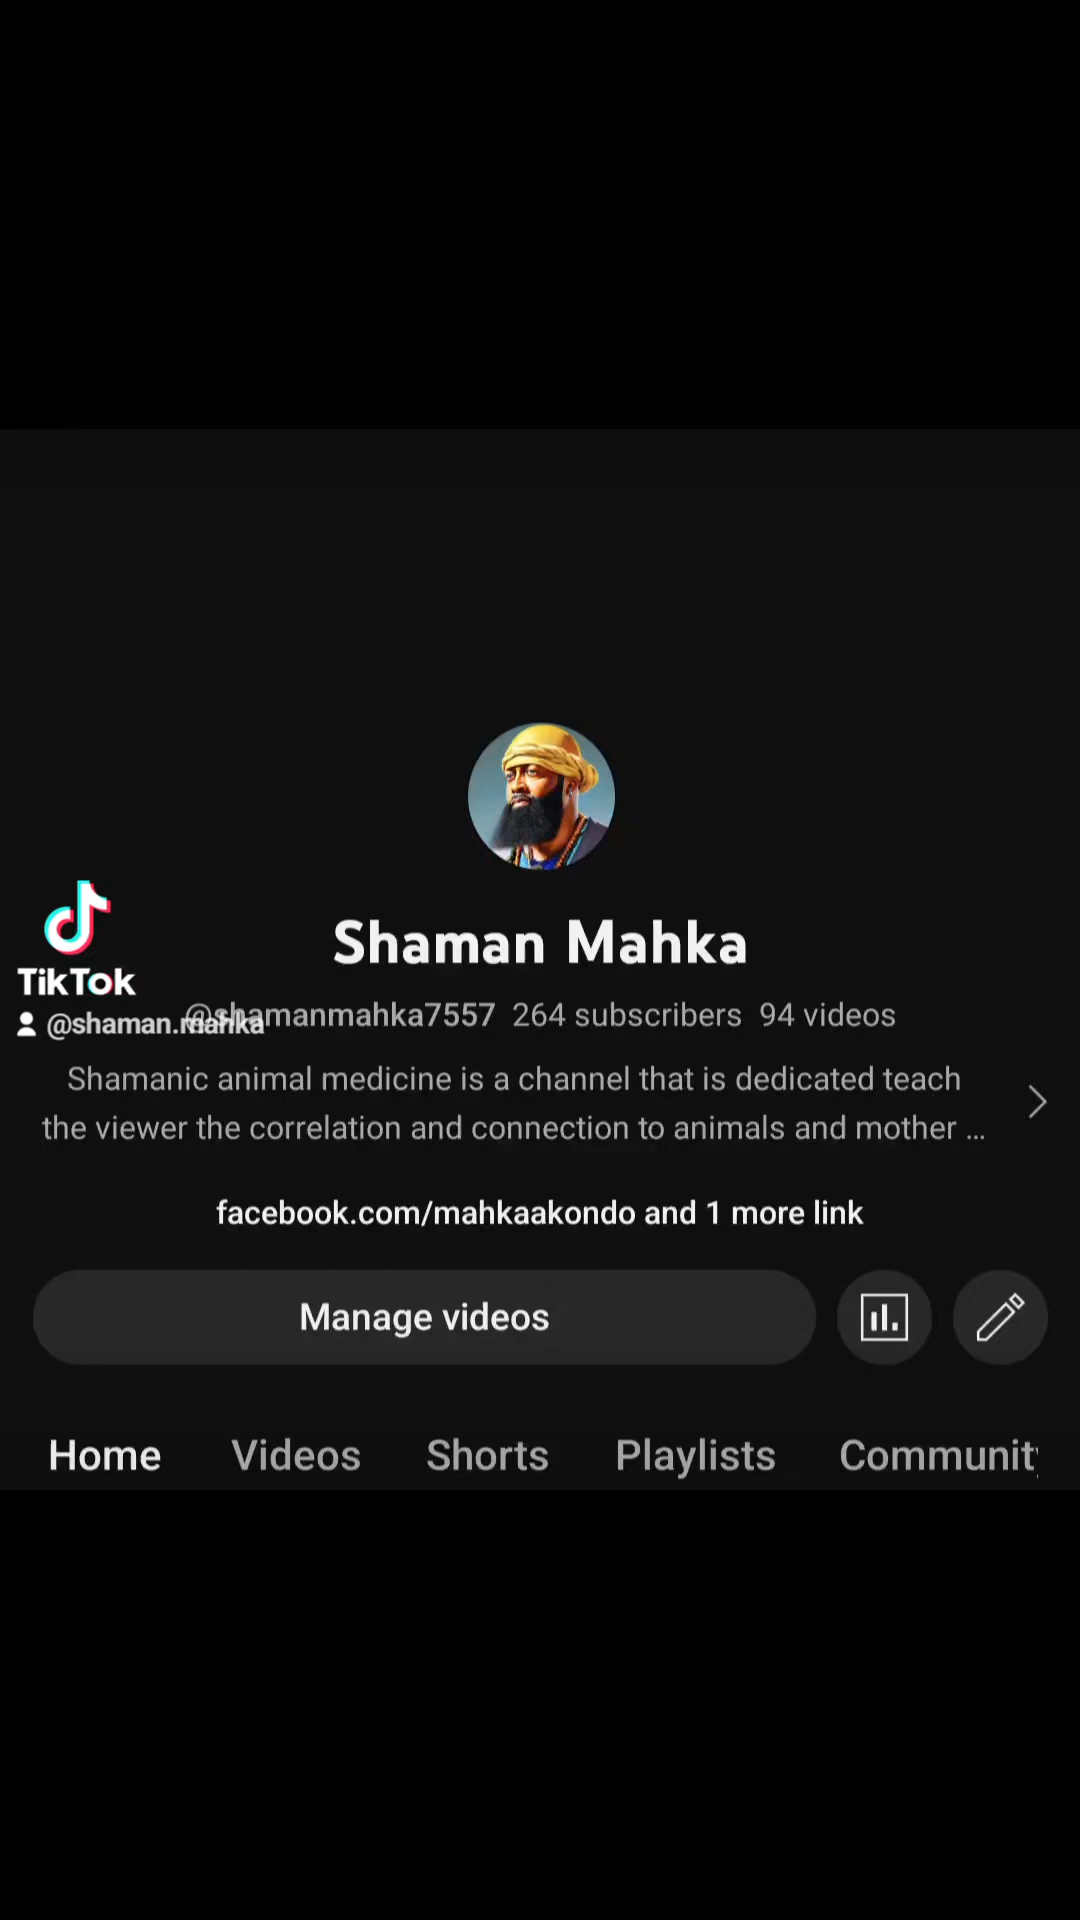 Shaman Mahka
TikTok
@shamanmahka7557 264 subscribers 94 videos
@shaman.mahka
Shamanic animal medicine is a channel that is dedicated teach
the viewer the correlation and connection to animals and mother ...
facebook.com/mahkaakondo and 1 more link
Manage videos
Home Videos Shorts Playlists Community